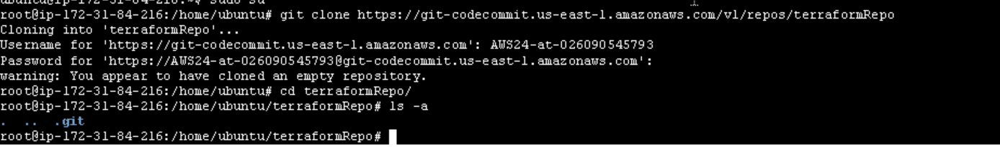 ubuntu@ip-172-31-84-216:~$ sudo su
root@ip-172-31-84-216:/home/ubuntu# git clone https://git-codecommit.us-east-1.amazonaws.com/v1/repos/terraformRepo
Cloning into 'terraformRepo'...
Username for 'https://git-codecommit.us-east-1.amazonaws.com': AWS24-at-026090545793
Password for 'https://AWS24-at-026090545793@git-codecommit.us-east-1.amazonaws.com':
warning: You appear to have cloned an empty repository.
root@ip-172-31-84-216:/home/ubuntu# cd terraformRepo/
root@ip-172-31-84-216:/home/ubuntu/terraformRepo# ls -a
. .. .git
root@ip-172-31-84-216:/home/ubuntu/terraformRepo#